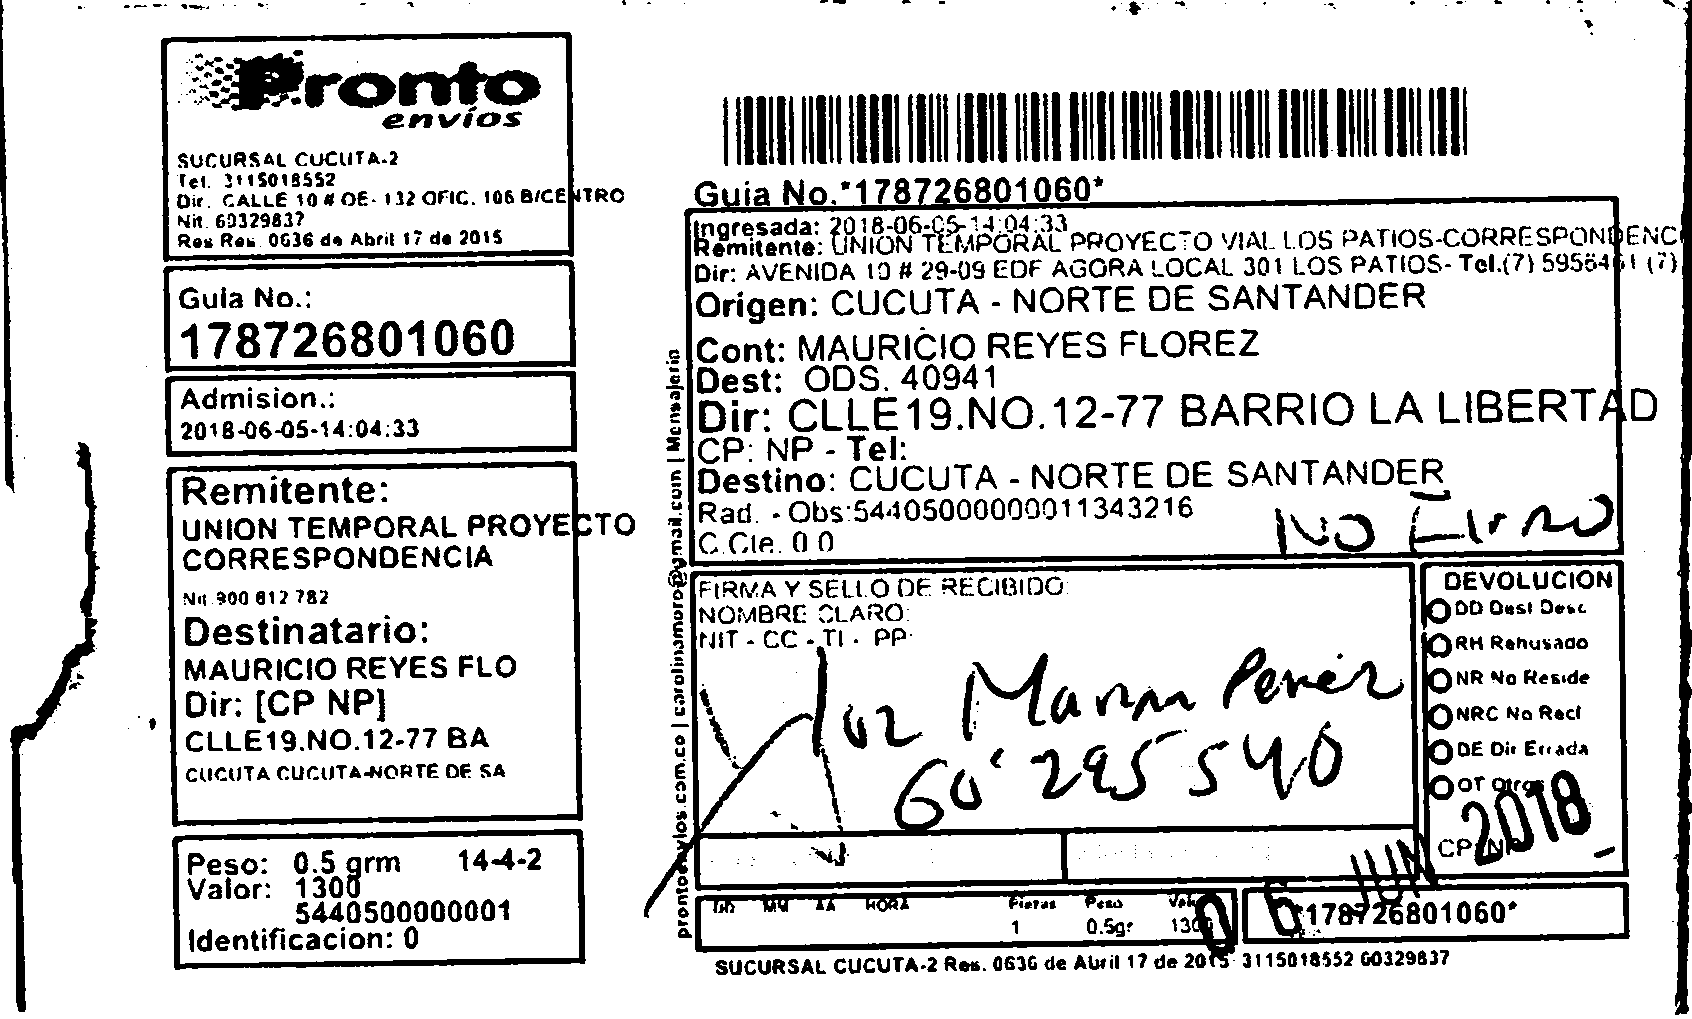 Pronto
envíos
SUCURSAL CUCUTA-2
Tel. 3115018552
Dir. CALLE 10 # OE- 132 OFIC. 106 B/CENTRO
Nit. 60329837
Res Res. 0636 de Abril 17 de 2015
Guia No.:
178726801060
Admision.:
2018-06-05-14:04:33
Remitente:
UNION TEMPORAL PROYECTO
CORRESPONDENCIA
Nit 900 612 782
Destinatario:
MAURICIO REYES FLO
Dir: [CP NP]
CLLE19.NO.12-77 BA
CUCUTA CUCUTA-NORTE DE SA
Peso: 0.5 grm 14-4-2
Valor: 1300
5440500000001
Identificacion: 0
prontoenvios.com.co | carolinamoro@gmail.com | Mensajeria
Guia No.*178726801060*
Ingresada: 2018-06-05-14:04:33
Remitente: UNION TEMPORAL PROYECTO VIAL LOS PATIOS-CORRESPONDENC
Dir: AVENIDA 10 # 29-09 EDF AGORA LOCAL 301 LOS PATIOS- Tel.(7) 5956461 (7)
Origen: CUCUTA - NORTE DE SANTANDER
Cont: MAURICIO REYES FLOREZ
Dest: ODS. 40941
Dir: CLLE19.NO.12-77 BARRIO LA LIBERTAD
CP: NP - Tel:
Destino: CUCUTA - NORTE DE SANTANDER
Rad. - Obs:544050000000011343216
C.Cte. 0 0
No Firmo
FIRMA Y SELLO DE RECIBIDO:
NOMBRE CLARO:
NIT - CC - TI - PP:
Luz Marina Perez
60'295540
DEVOLUCION
DD Dest Desc
RH Rehusado
NR No Reside
NRC No Recl
DE Dir Errada
OT Otros
CP: NP
06 JUN 2018
DD MM AA HORA Piezas Peso Valor
1 0.5gr 1300
*178726801060*
SUCURSAL CUCUTA-2 Res. 0636 de Abril 17 de 2015 3115018552 60329837